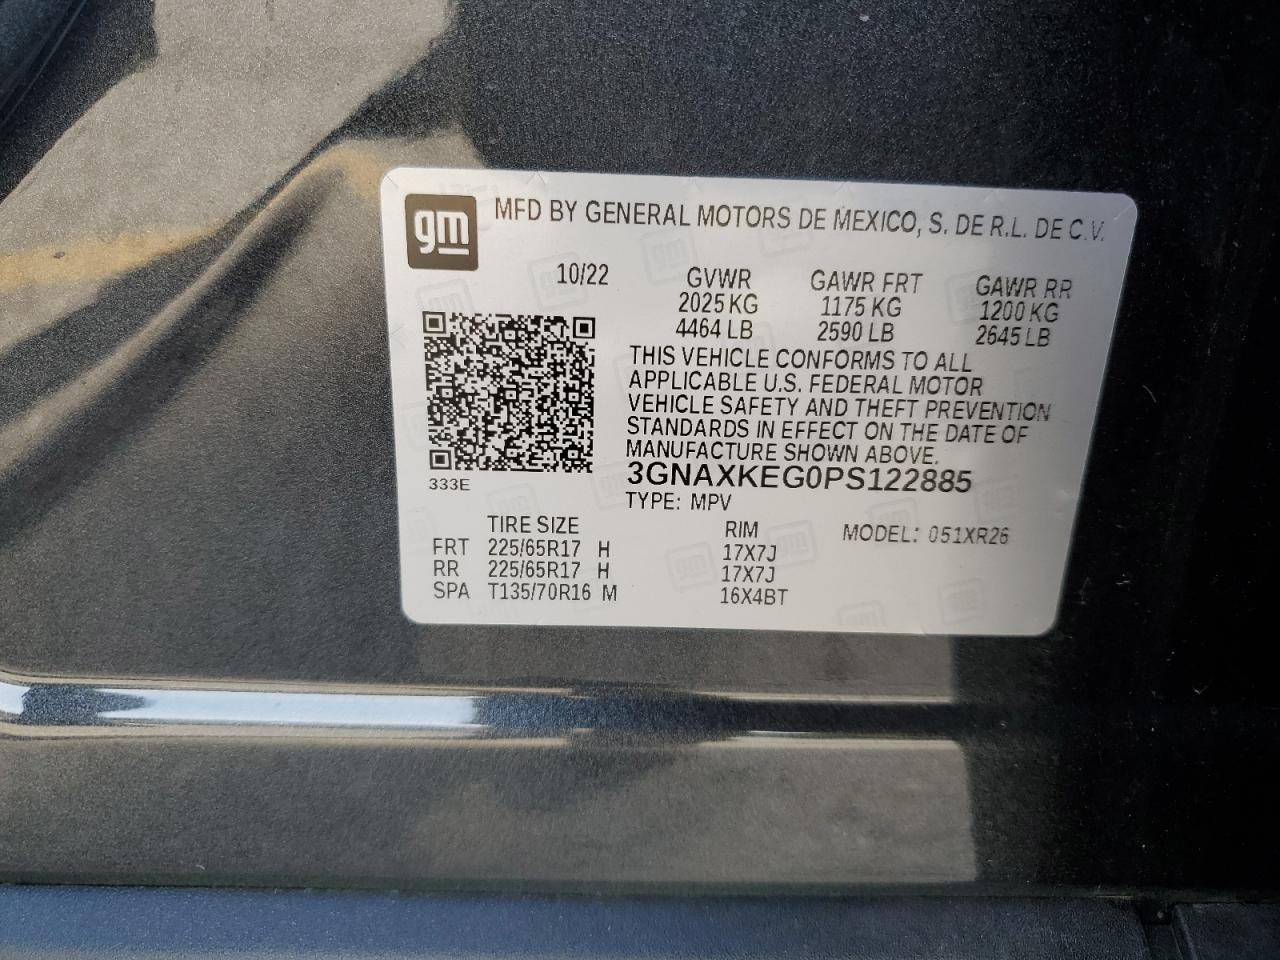 gm
MFD BY GENERAL MOTORS DE MEXICO, S. DE R.L. DE C.V.
10/22 GVWR GAWR FRT GAWR RR
2025 KG 1175 KG 1200 KG
4464 LB 2590 LB 2645 LB
THIS VEHICLE CONFORMS TO ALL
APPLICABLE U.S. FEDERAL MOTOR
VEHICLE SAFETY AND THEFT PREVENTION
STANDARDS IN EFFECT ON THE DATE OF
MANUFACTURE SHOWN ABOVE.
3GNAXKEG0PS122885
333E
TYPE: MPV
TIRE SIZE RIM MODEL: 051XR26
FRT 225/65R17 H 17X7J
RR 225/65R17 H 17X7J
SPA T135/70R16 M 16X4BT